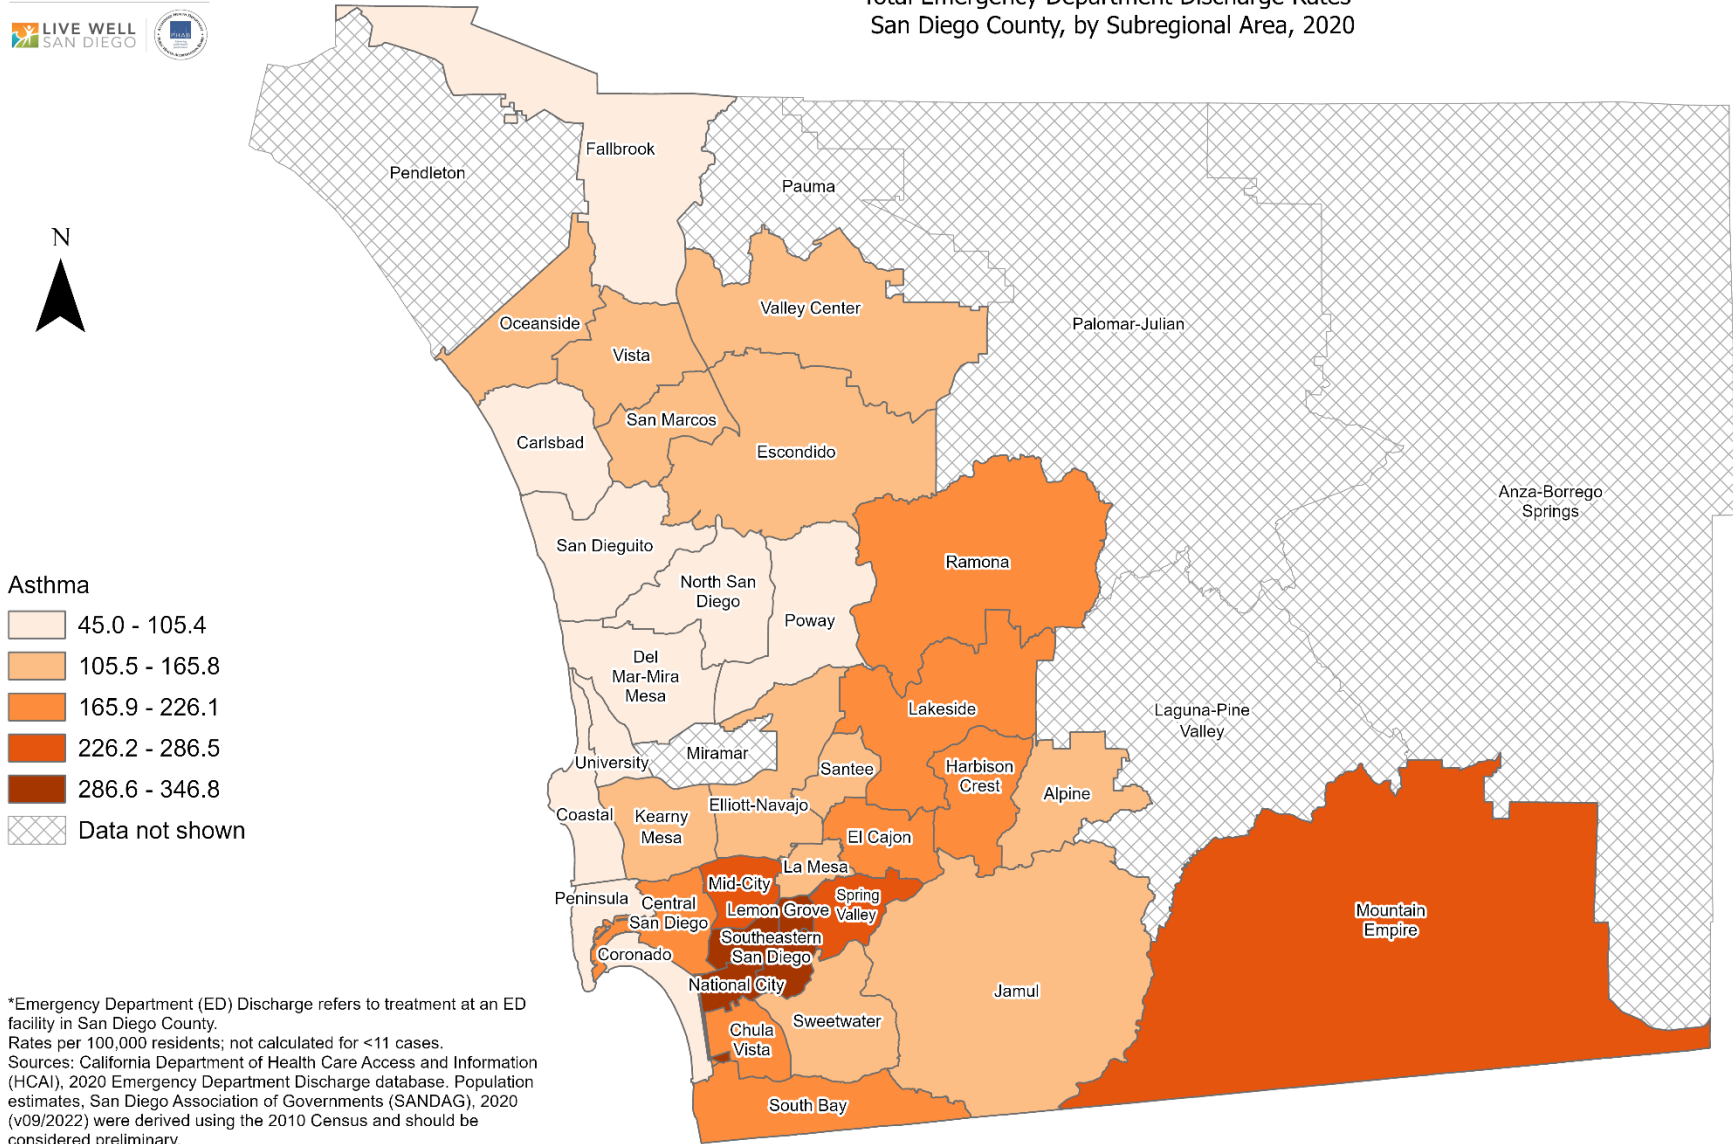 LIVE WELL
SAN DIEGO
PHAB
Total Emergency Department Discharge Rates
San Diego County, by Subregional Area, 2020
Fallbrook
Pendleton
Pauma
N
Valley Center
Oceanside
Palomar-Julian
Vista
San Marcos
Carlsbad
Escondido
Anza-Borrego
Springs
San Dieguito
Ramona
North San
Diego
Poway
Asthma
45.0 - 105.4
105.5 - 165.8
165.9 - 226.1
226.2 - 286.5
286.6 - 346.8
Data not shown
Del
Mar-Mira
Mesa
Lakeside
Laguna-Pine
Valley
Miramar
University
Santee
Harbison
Crest
Alpine
Elliott-Navajo
Coastal
Kearny
Mesa
El Cajon
La Mesa
Mid-City
Peninsula
Central
San Diego
Lemon Grove
Spring
Valley
Mountain
Empire
Southeastern
San Diego
Coronado
National City
Jamul
Sweetwater
Chula
Vista
South Bay
*Emergency Department (ED) Discharge refers to treatment at an ED
facility in San Diego County.
Rates per 100,000 residents; not calculated for <11 cases.
Sources: California Department of Health Care Access and Information
(HCAI), 2020 Emergency Department Discharge database. Population
estimates, San Diego Association of Governments (SANDAG), 2020
(v09/2022) were derived using the 2010 Census and should be
considered preliminary.